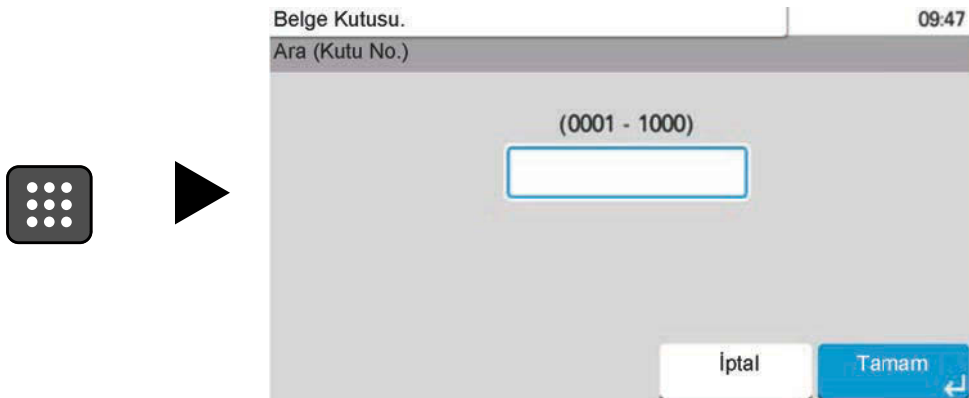 Belge Kutusu. 09:47
Ara (Kutu No.)
(0001 - 1000)
İptal Tamam